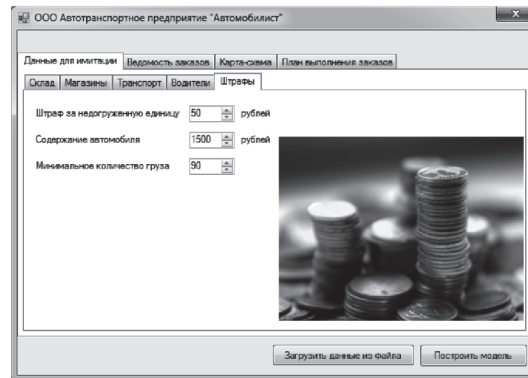 ООО Автотранспортное предприятие "Автомобилист"
Данные для имитации Ведомость заказов Карта-схема План выполнения заказов
Склад Магазины Транспорт Водители Штрафы
Штраф за недогруженную единицу 50 рублей
Содержание автомобиля 1500 рублей
Минимальное количество груза 90
Загрузить данные из файла Построить модель